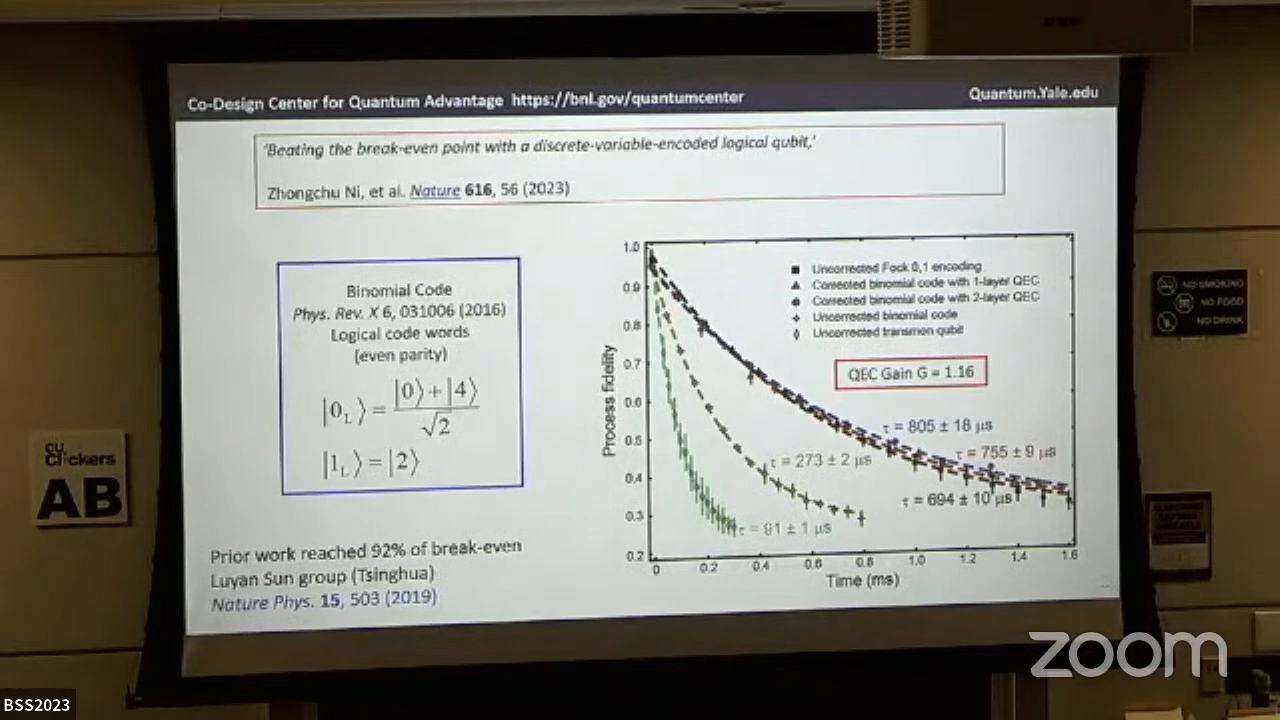 Co-Design Center for Quantum Advantage https://bnl.gov/quantumcenter
Quantum.Yale.edu
'Beating the break-even point with a discrete-variable-encoded logical qubit,'
Zhongchu Ni, et al. Nature 616, 56 (2023)
Binomial Code
Phys. Rev. X 6, 031006 (2016)
Logical code words
(even parity)
|0_L⟩ = (|0⟩+|4⟩)/√2
|1_L⟩ = |2⟩
Prior work reached 92% of break-even
Luyan Sun group (Tsinghua)
Nature Phys. 15, 503 (2019)
Process fidelity
1.0
0.9
0.8
0.7
0.6
0.5
0.4
0.3
0.2
Uncorrected Fock 0,1 encoding
Corrected binomial code with 1-layer QEC
Corrected binomial code with 2-layer QEC
Uncorrected binomial code
Uncorrected transmon qubit
QEC Gain G = 1.16
τ = 805 ± 18 μs
τ = 755 ± 9 μs
τ = 273 ± 2 μs
τ = 694 ± 10 μs
τ = 91 ± 1 μs
0 0.2 0.4 0.6 0.8 1.0 1.2 1.4 1.6
Time (ms)
CU
Cl!ckers
AB
NO SMOKING
NO FOOD
NO DRINK
zoom
BSS2023